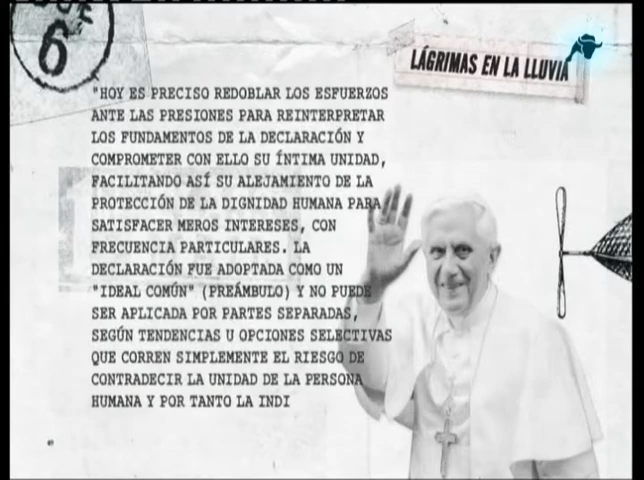 6
LÁGRIMAS EN LA LLUVIA
"HOY ES PRECISO REDOBLAR LOS ESFUERZOS
ANTE LAS PRESIONES PARA REINTERPRETAR
LOS FUNDAMENTOS DE LA DECLARACIÓN Y
COMPROMETER CON ELLO SU ÍNTIMA UNIDAD,
FACILITANDO ASÍ SU ALEJAMIENTO DE LA
PROTECCIÓN DE LA DIGNIDAD HUMANA PARA
SATISFACER MEROS INTERESES, CON
FRECUENCIA PARTICULARES. LA
DECLARACIÓN FUE ADOPTADA COMO UN
"IDEAL COMÚN" (PREÁMBULO) Y NO PUEDE
SER APLICADA POR PARTES SEPARADAS,
SEGÚN TENDENCIAS U OPCIONES SELECTIVAS
QUE CORREN SIMPLEMENTE EL RIESGO DE
CONTRADECIR LA UNIDAD DE LA PERSONA
HUMANA Y POR TANTO LA INDI